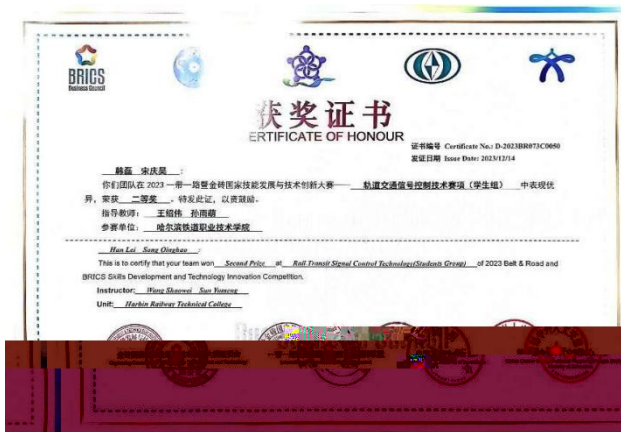 BRICS
Business Council
获奖证书
ERTIFICATE OF HONOUR
证书编号 Certificate No.: D-2023BR073C0050
发证日期 Issue Date: 2023/12/14
韩磊 宋庆昊 :
你们团队在 2023 一带一路暨金砖国家技能发展与技术创新大赛—— 轨道交通信号控制技术赛项(学生组) 中表现优
异,荣获 二等奖 。特发此证,以资鼓励。
指导教师: 王绍伟 孙雨萌
参赛单位: 哈尔滨铁道职业技术学院
Han Lei Song Qinghao :
This is to certify that your team won Second Prize at Rail Transit Signal Control Technology(Students Group) of 2023 Belt & Road and
BRICS Skills Development and Technology Innovation Competition.
Instructor: Wang Shaowei Sun Yumeng
Unit: Harbin Railway Technical College